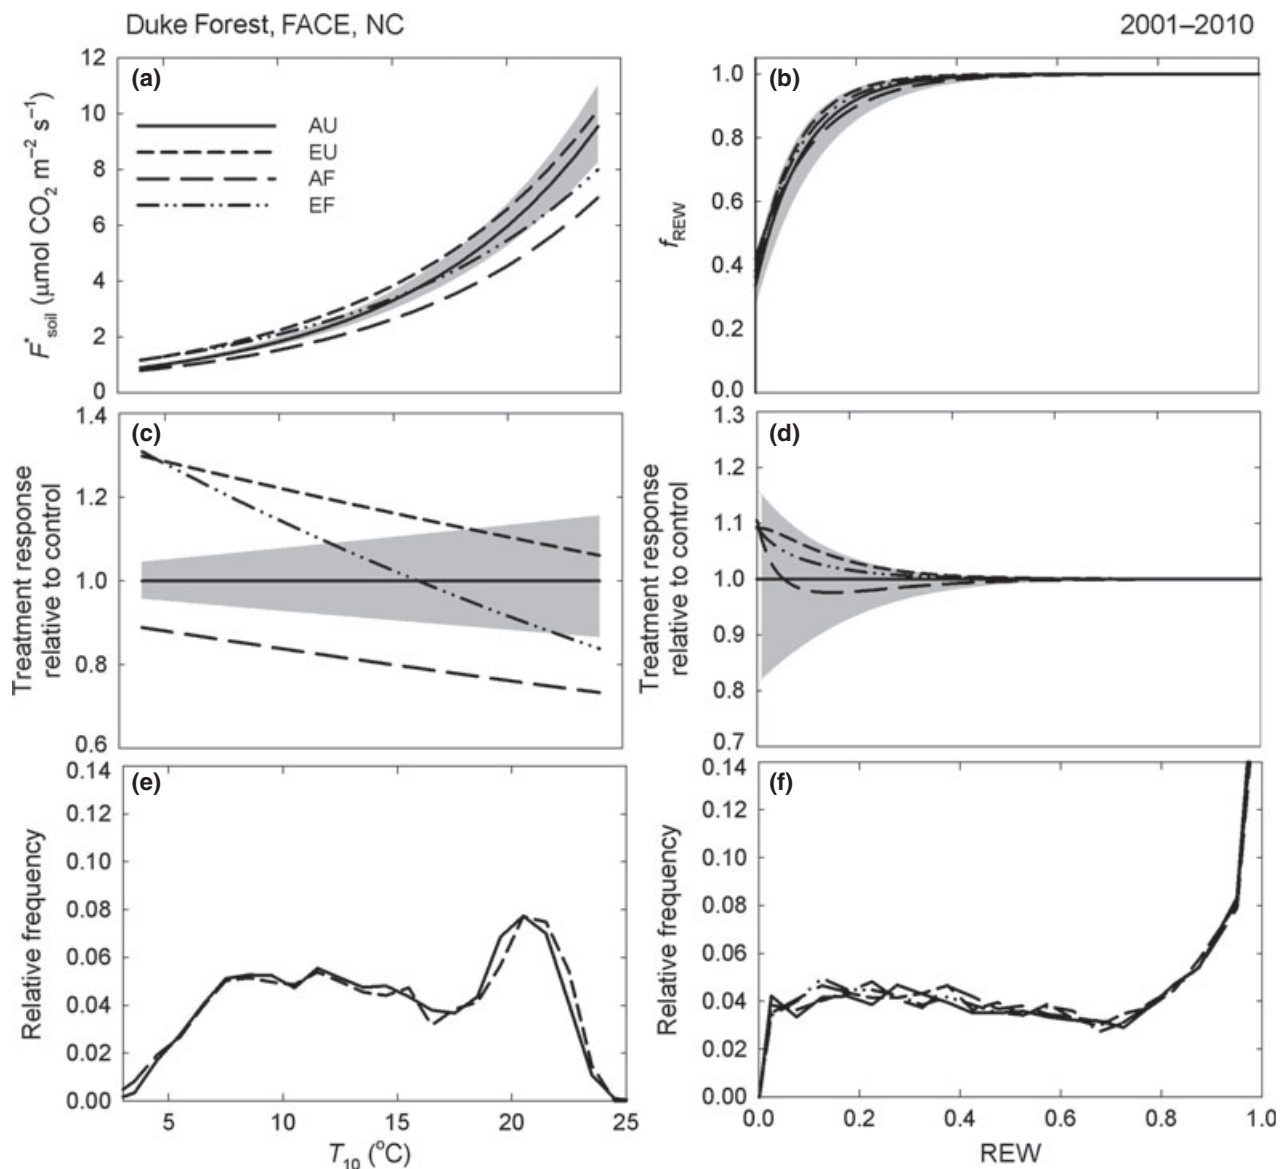 Duke Forest, FACE, NC
2001–2010
(a)
12
10
8
6
4
2
0
F*soil (μmol CO2 m−2 s−1)
AU
EU
AF
EF
(b)
1.0
0.8
0.6
0.4
0.2
0.0
fREW
(c)
1.4
1.2
1.0
0.8
0.6
Treatment response
relative to control
(d)
1.3
1.2
1.1
1.0
0.9
0.8
0.7
Treatment response
relative to control
(e)
0.14
0.12
0.10
0.08
0.06
0.04
0.02
0.00
Relative frequency
5
10
15
20
25
T10 (°C)
(f)
0.14
0.12
0.10
0.08
0.06
0.04
0.02
0.00
Relative frequency
0.0
0.2
0.4
0.6
0.8
1.0
REW